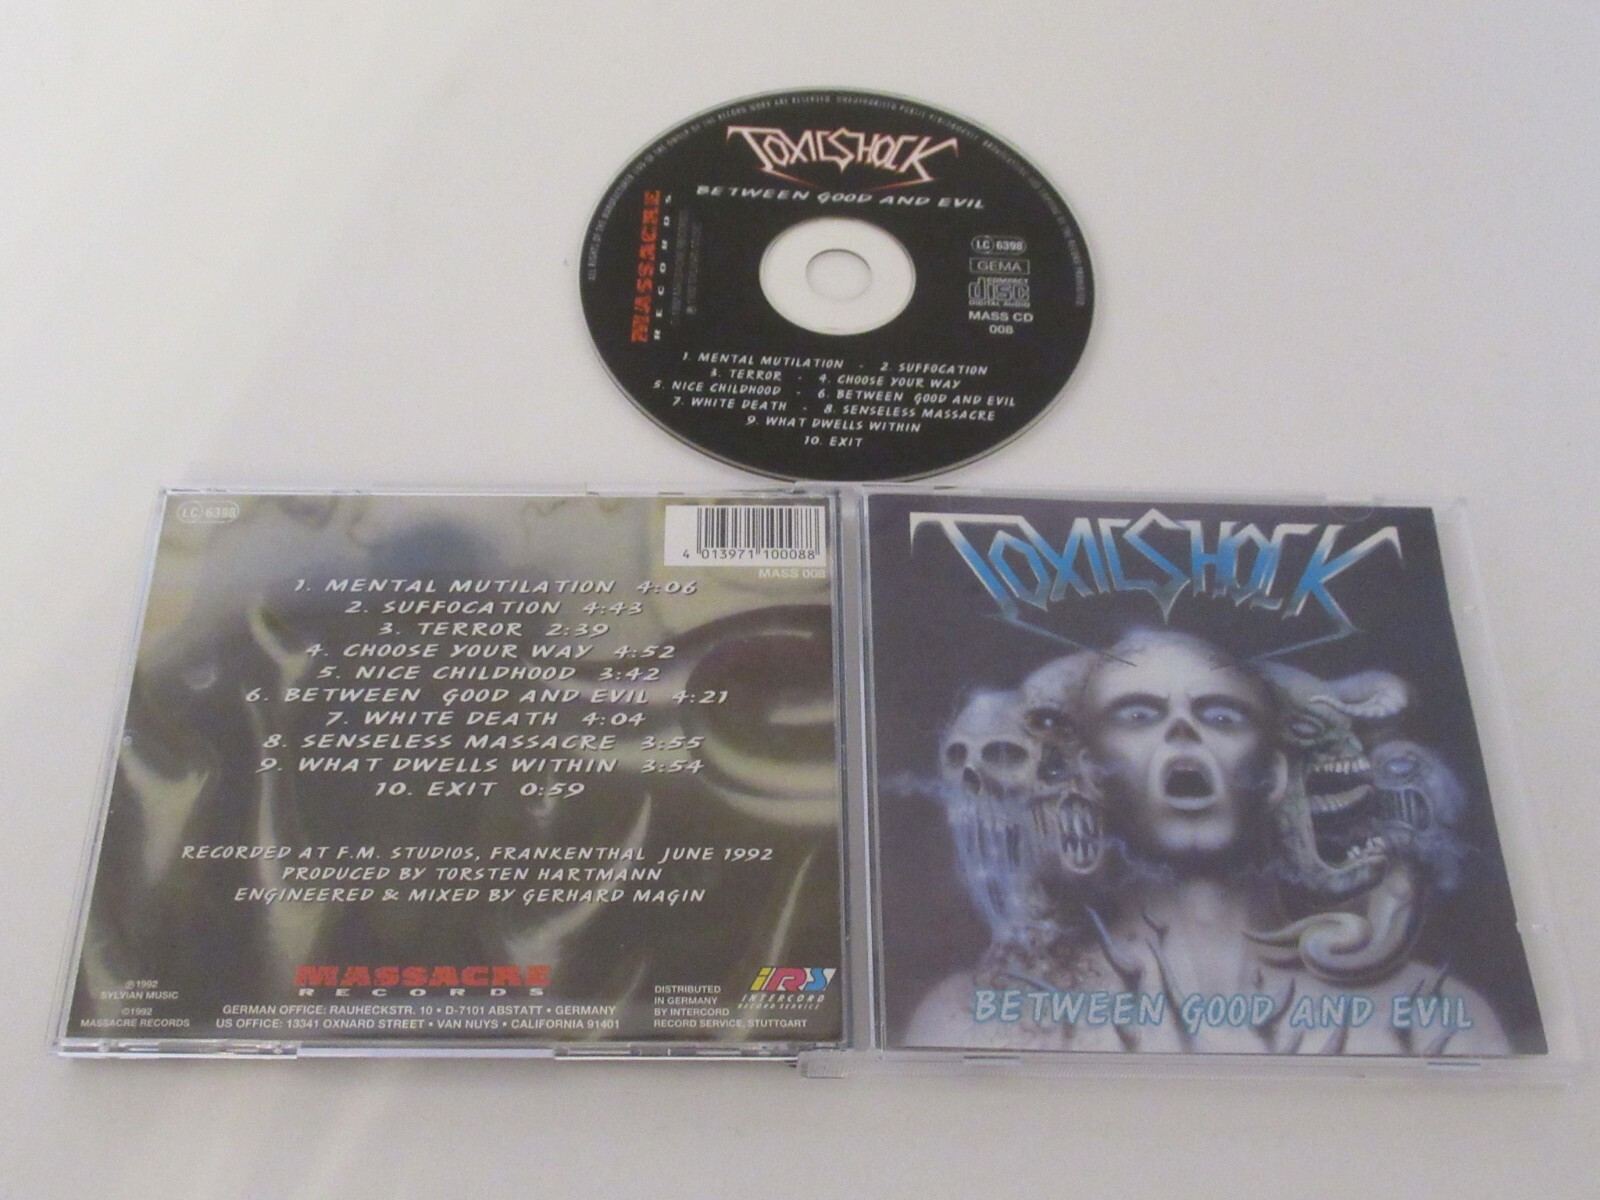 TOXICSHOCK
BETWEEN GOOD AND EVIL
MASSACRE
RECORDS
LC 6398
GEMA
COMPACT
disc
DIGITAL AUDIO
MASS CD
008
1. MENTAL MUTILATION - 2. SUFFOCATION
3. TERROR - 4. CHOOSE YOUR WAY
5. NICE CHILDHOOD - 6. BETWEEN GOOD AND EVIL
7. WHITE DEATH - 8. SENSELESS MASSACRE
9. WHAT DWELLS WITHIN
10. EXIT
LC 6398
4 013971 100088
MASS 008
1. MENTAL MUTILATION 4:06
2. SUFFOCATION 4:43
3. TERROR 2:39
4. CHOOSE YOUR WAY 4:52
5. NICE CHILDHOOD 3:42
6. BETWEEN GOOD AND EVIL 4:21
7. WHITE DEATH 4:04
8. SENSELESS MASSACRE 3:55
9. WHAT DWELLS WITHIN 3:54
10. EXIT 0:59
RECORDED AT F.M. STUDIOS, FRANKENTHAL JUNE 1992
PRODUCED BY TORSTEN HARTMANN
ENGINEERED & MIXED BY GERHARD MAGIN
℗1992
SYLVIAN MUSIC
©1992
MASSACRE RECORDS
MASSACRE
RECORDS
GERMAN OFFICE: RAUHECKSTR. 10 • D-7101 ABSTATT • GERMANY
US OFFICE: 13341 OXNARD STREET • VAN NUYS • CALIFORNIA 91401
DISTRIBUTED
IN GERMANY
BY INTERCORD
RECORD SERVICE, STUTTGART
IRS
INTERCORD
RECORD SERVICE
TOXICSHOCK
BETWEEN GOOD AND EVIL